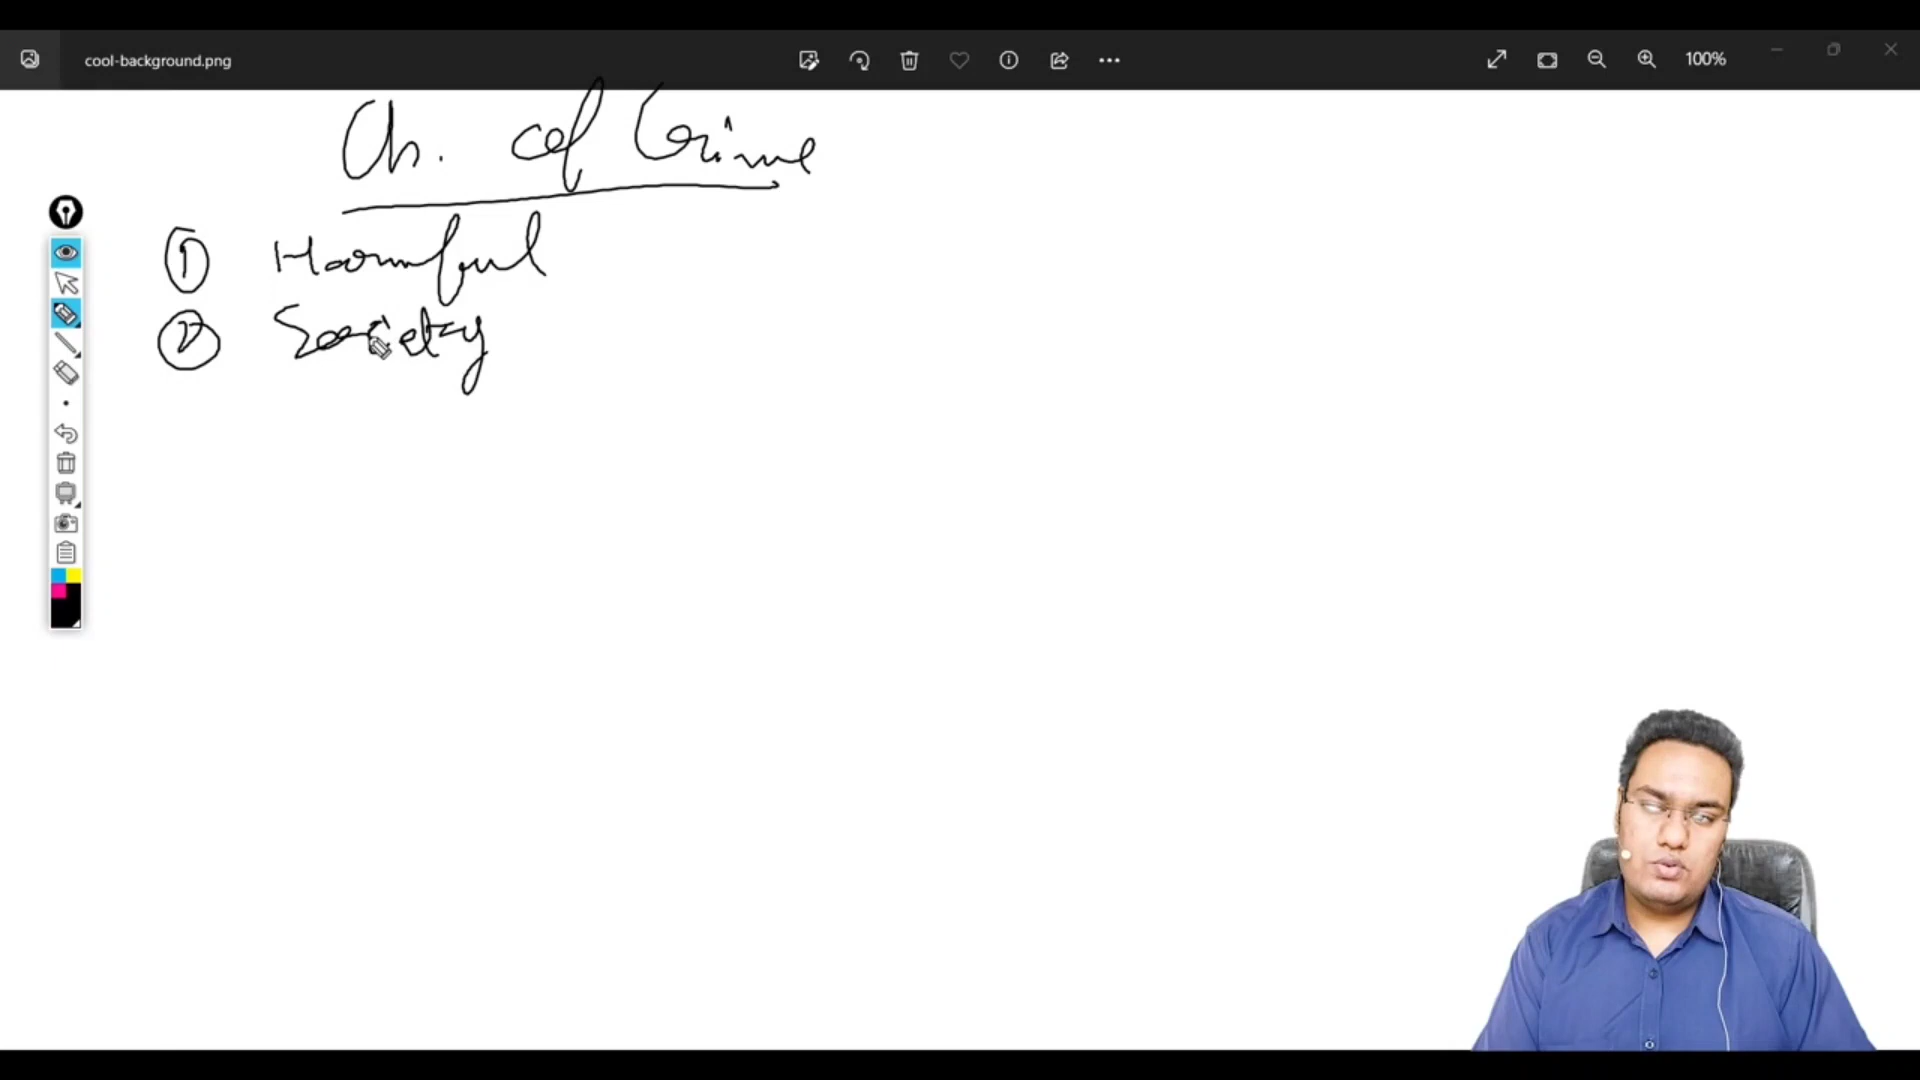 cool-background.png
100%
Ch. of Crime
① Harmful
② Society